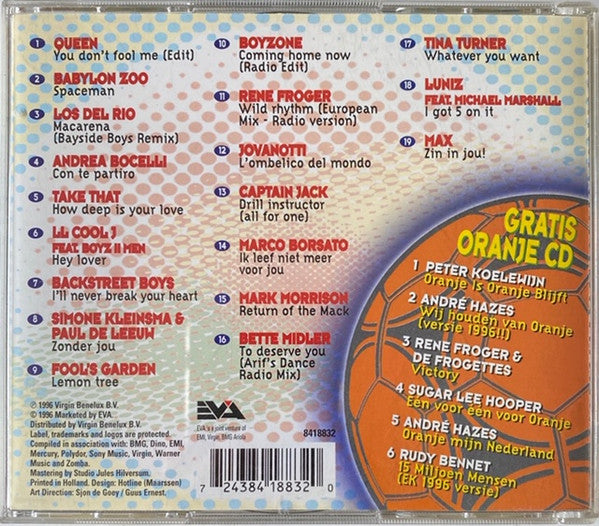 1 QUEEN
You don't fool me (Edit)
2 BABYLON ZOO
Spaceman
3 LOS DEL RIO
Macarena
(Bayside Boys Remix)
4 ANDREA BOCELLI
Con te partiro
5 TAKE THAT
How deep is your love
6 LL COOL J
FEAT. BOYZ II MEN
Hey lover
7 BACKSTREET BOYS
I'll never break your heart
8 SIMONE KLEINSMA &
PAUL DE LEEUW
Zonder jou
9 FOOL'S GARDEN
Lemon tree
10 BOYZONE
Coming home now
(Radio Edit)
11 RENE FROGER
Wild rhythm (European
Mix - Radio version)
12 JOVANOTTI
L'ombelico del mondo
13 CAPTAIN JACK
Drill instructor
(all for one)
14 MARCO BORSATO
Ik leef niet meer
voor jou
15 MARK MORRISON
Return of the Mack
16 BETTE MIDLER
To deserve you
(Arif's Dance
Radio Mix)
17 TINA TURNER
Whatever you want
18 LUNIZ
FEAT. MICHAEL MARSHALL
I got 5 on it
19 MAX
Zin in jou!
GRATIS
ORANJE CD
1 PETER KOELEWIJN
Oranje Is Oranje Blijft
2 ANDRÉ HAZES
Wij houden van Oranje
(versie 1996!!)
3 RENE FROGER &
DE FROGETTES
Victory
4 SUGAR LEE HOOPER
Eén voor één voor Oranje
5 ANDRÉ HAZES
Oranje mijn Nederland
6 RUDY BENNET
15 Miljoen Mensen
(EK 1996 versie)
℗ 1996 Virgin Benelux B.V.
© 1996 Marketed by EVA.
Distributed by Virgin Benelux B.V.
Label, trademarks and logos are protected.
Compiled in association with: BMG, Dino, EMI,
Mercury, Polydor, Sony Music, Virgin, Warner
Music and Zomba.
Mastering by Studio Jules Hilversum.
Printed in Holland. Design: Hotline (Maarssen)
Art Direction: Sjon de Gooy / Guus Ernest.
EVA
EVA is a joint venture of
EMI, Virgin, BMG Ariola
8418832
7 24384 18832 0